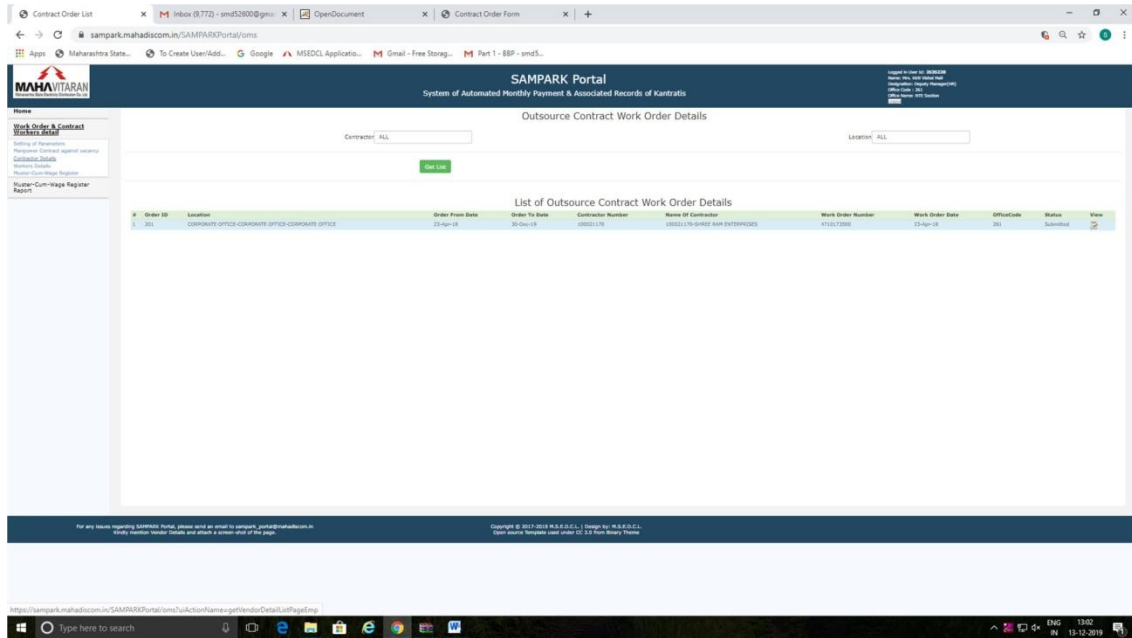 Contract Order List
Inbox (9,772) - smd52600@gma
OpenDocument
Contract Order Form
sampark.mahadiscom.in/SAMPARKPortal/oms
S
Apps
Maharashtra State...
To Create User/Add...
Google
MSEDCL Applicatio...
Gmail - Free Storag...
Part 1 - BBP - smd5...
MAHAVITARAN
SAMPARK Portal
System of Automated Monthly Payment & Associated Records of Kantratis
Designation: Deputy Manager(HR)
Office Code : 261
Home
Work Order & Contract
Workers detail
Setting of Parameters
Manpower Contract against vacancy
Contractor Details
Workers Details
Muster-Cum-Wage Register
Muster-Cum-Wage Register
Report
Outsource Contract Work Order Details
Contractor ALL
Location ALL
Get List
List of Outsource Contract Work Order Details
# Order ID Location Order From Date Order To Date Contractor Number Name Of Contractor Work Order Number Work Order Date OfficeCode Status View
1 201 CORPORATE OFFICE-CORPORATE OFFICE-CORPORATE OFFICE 23-Apr-18 30-Dec-19 100021170 100021170-SHREE RAM ENTERPRISES 23-Apr-18 261 Submitted
For any issues regarding SAMPARK Portal, please send an email to sampark_portal@mahadiscom.in
Kindly mention Vendor Details and attach a screen-shot of the page.
Copyright © 2017-2018 M.S.E.D.C.L. | Design by: M.S.E.D.C.L.
Open source Template used under CC 3.0 from Binary Theme
https://sampark.mahadiscom.in/SAMPARKPortal/oms?uiActionName=getVendorDetailListPageEmp
Type here to search
ENG
IN
13:02
13-12-2019